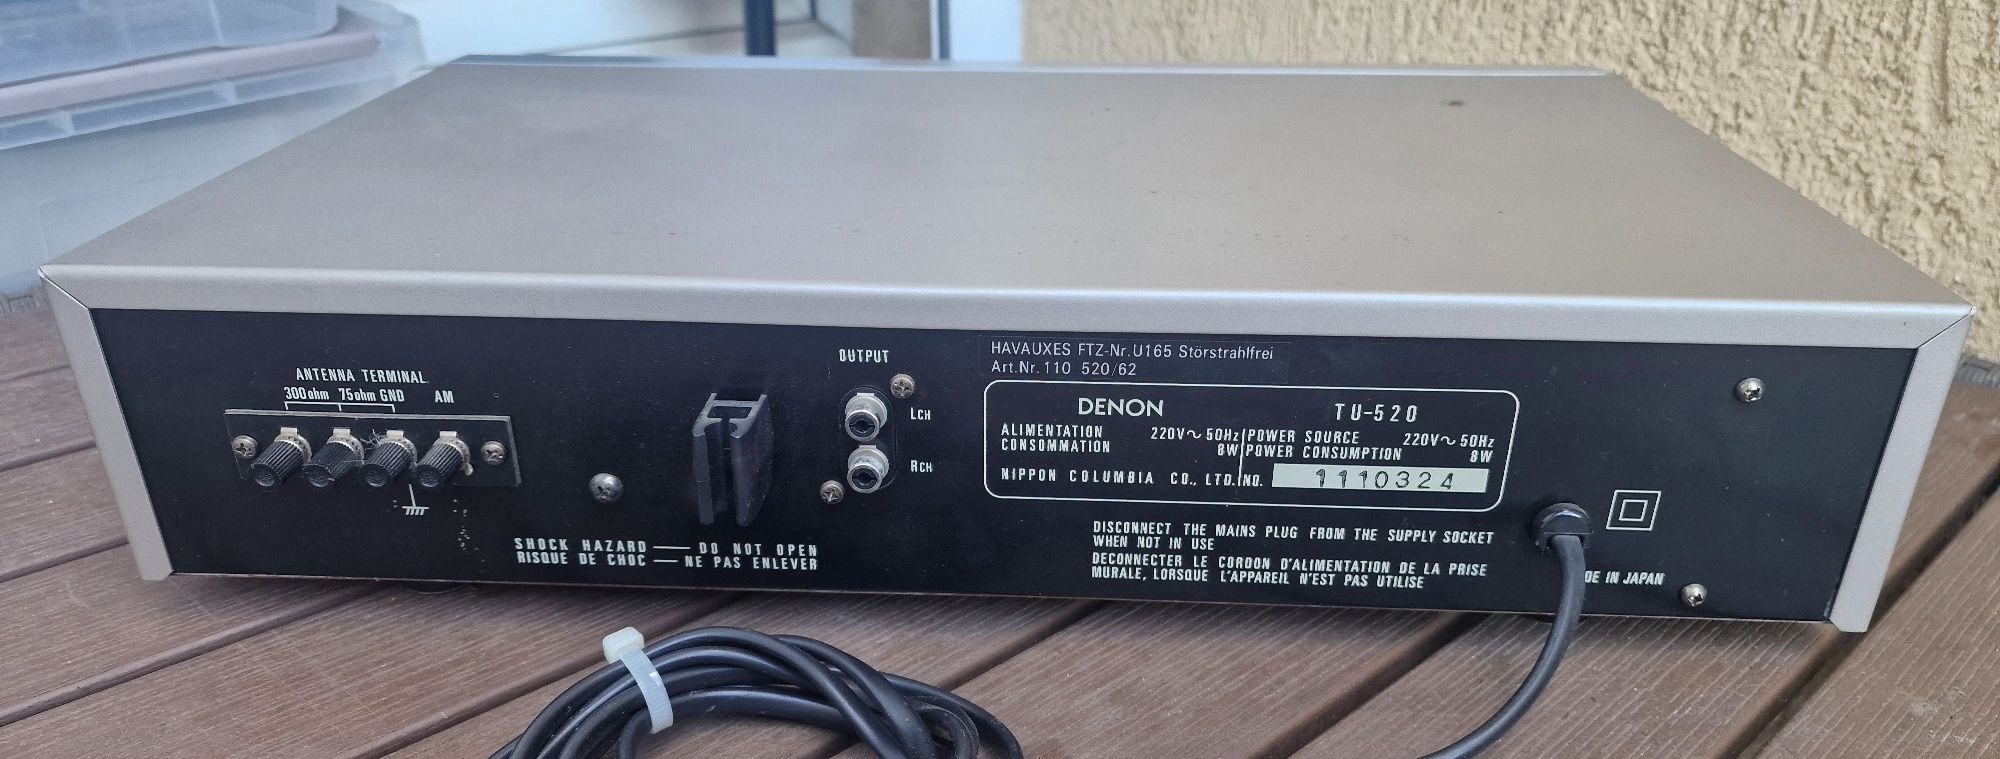 ANTENNA TERMINAL
300ohm 75ohm GND AM
OUTPUT
LCH
RCH
SHOCK HAZARD — DO NOT OPEN
RISQUE DE CHOC — NE PAS ENLEVER
HAVAUXES FTZ-Nr. U165 Störstrahlfrei
Art.Nr. 110 520/62
DENON TU-520
ALIMENTATION 220V~50Hz
CONSOMMATION 8W
POWER SOURCE 220V~50Hz
POWER CONSUMPTION 8W
NIPPON COLUMBIA CO., LTD. NO. 1110324
DISCONNECT THE MAINS PLUG FROM THE SUPPLY SOCKET
WHEN NOT IN USE
DECONNECTER LE CORDON D'ALIMENTATION DE LA PRISE
MURALE, LORSQUE L'APPAREIL N'EST PAS UTILISE
DE IN JAPAN